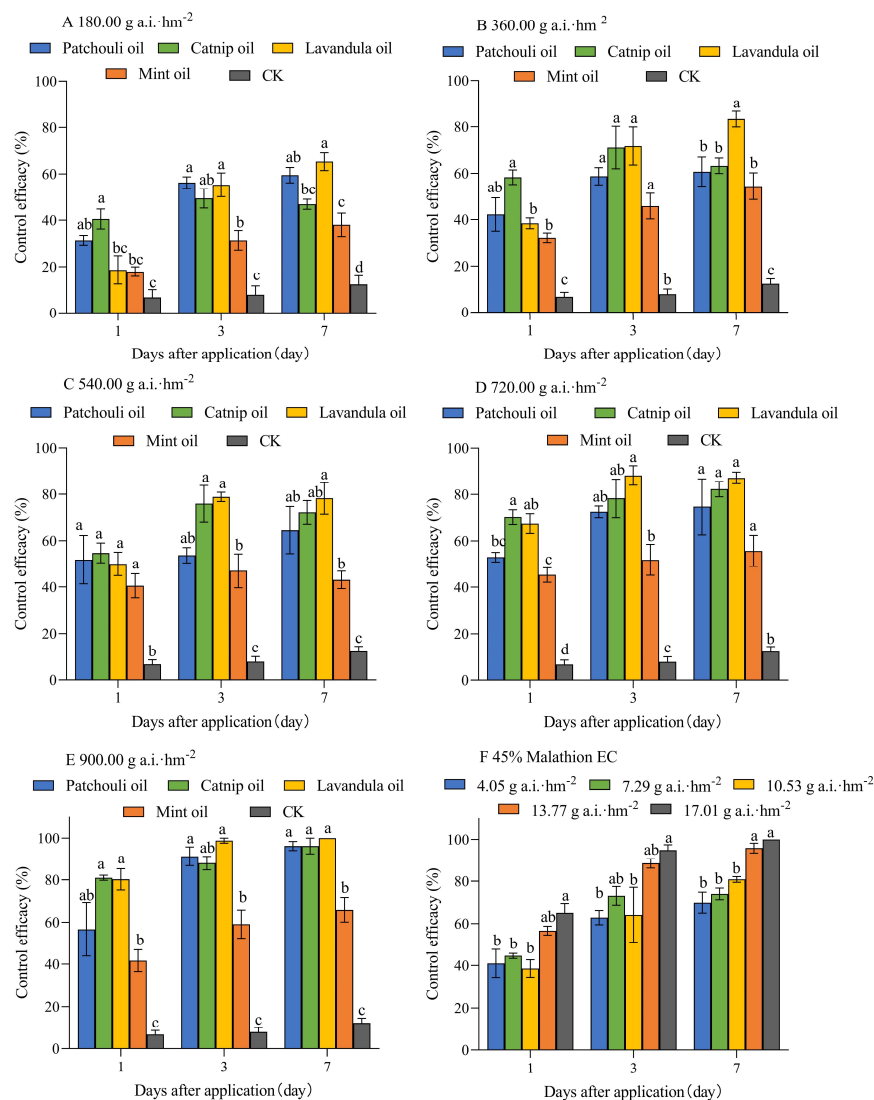 A 180.00 g a.i.·hm-2
Patchouli oil Catnip oil Lavandula oil
Mint oil CK
Control efficacy (%)
100
80
60
40
20
0
ab a bc bc c
a ab a b c
ab bc a c d
1 3 7
Days after application(day)
B 360.00 g a.i.·hm 2
Patchouli oil Catnip oil Lavandula oil
Mint oil CK
Control efficacy (%)
100
80
60
40
20
0
ab a b b c
a a a a b
b b a b c
1 3 7
Days after application(day)
C 540.00 g a.i.·hm-2
Patchouli oil Catnip oil Lavandula oil
Mint oil CK
Control efficacy (%)
100
80
60
40
20
0
a a a a b
ab a a b c
ab ab a b c
1 3 7
Days after application(day)
D 720.00 g a.i.·hm-2
Patchouli oil Catnip oil Lavandula oil
Mint oil CK
Control efficacy (%)
100
80
60
40
20
0
bc a ab c d
ab ab a b c
a a a a b
1 3 7
Days after application(day)
E 900.00 g a.i.·hm-2
Patchouli oil Catnip oil Lavandula oil
Mint oil CK
Control efficacy (%)
100
80
60
40
20
0
ab a a b c
a ab a b c
a a a b c
1 3 7
Days after application(day)
F 45% Malathion EC
4.05 g a.i.·hm-2 7.29 g a.i.·hm-2 10.53 g a.i.·hm-2
13.77 g a.i.·hm-2 17.01 g a.i.·hm-2
Control efficacy (%)
100
80
60
40
20
0
b b b ab a
b ab b ab a
b b b a a
1 3 7
Days after application(day)